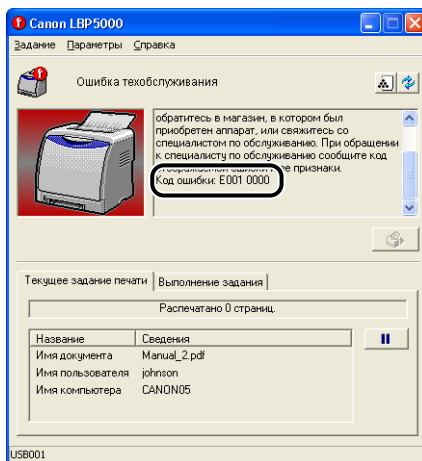 Canon LBP5000
Задание Параметры Справка
Ошибка техобслуживания
обратитесь в магазин, в котором был
приобретен аппарат, или свяжитесь со
специалистом по обслуживанию. При обращении
к специалисту по обслуживанию сообщите код
признаки.
Код ошибки: E001 0000
Текущее задание печати Выполнение задания
Распечатано 0 страниц.
Название Сведения
Имя документа Manual_2.pdf
Имя пользователя johnson
Имя компьютера CANON05
USB001